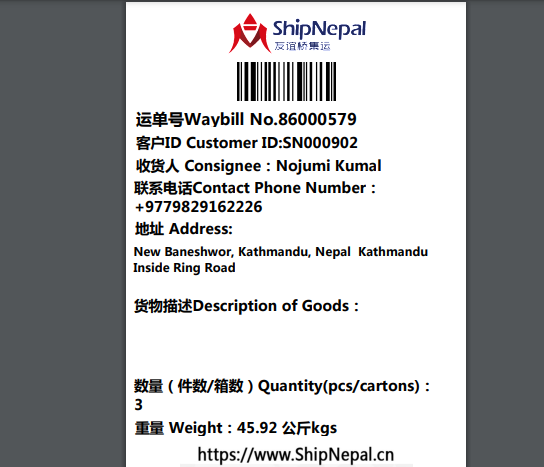 ShipNepal
友谊桥集运
运单号Waybill No.86000579
客户ID Customer ID:SN000902
收货人 Consignee：Nojumi Kumal
联系电话Contact Phone Number：
+9779829162226
地址 Address:
New Baneshwor, Kathmandu, Nepal  Kathmandu
Inside Ring Road
货物描述Description of Goods：
数量（件数/箱数）Quantity(pcs/cartons)：
3
重量 Weight：45.92 公斤kgs
https://www.ShipNepal.cn